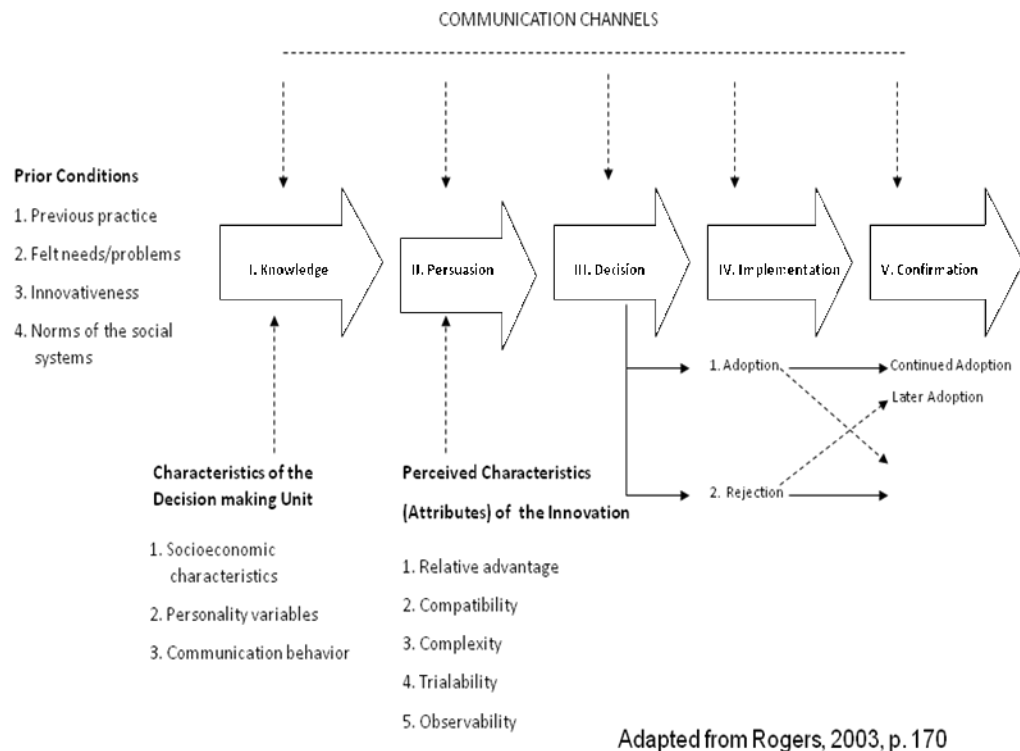 COMMUNICATION CHANNELS
Prior Conditions
1. Previous practice
2. Felt needs/problems
3. Innovativeness
4. Norms of the social
systems
I. Knowledge
II. Persuasion
III. Decision
IV. Implementation
V. Confirmation
1. Adoption
Continued Adoption
Later Adoption
2. Rejection
Characteristics of the
Decision making Unit
1. Socioeconomic
characteristics
2. Personality variables
3. Communication behavior
Perceived Characteristics
(Attributes) of the Innovation
1. Relative advantage
2. Compatibility
3. Complexity
4. Trialability
5. Observability
Adapted from Rogers, 2003, p. 170